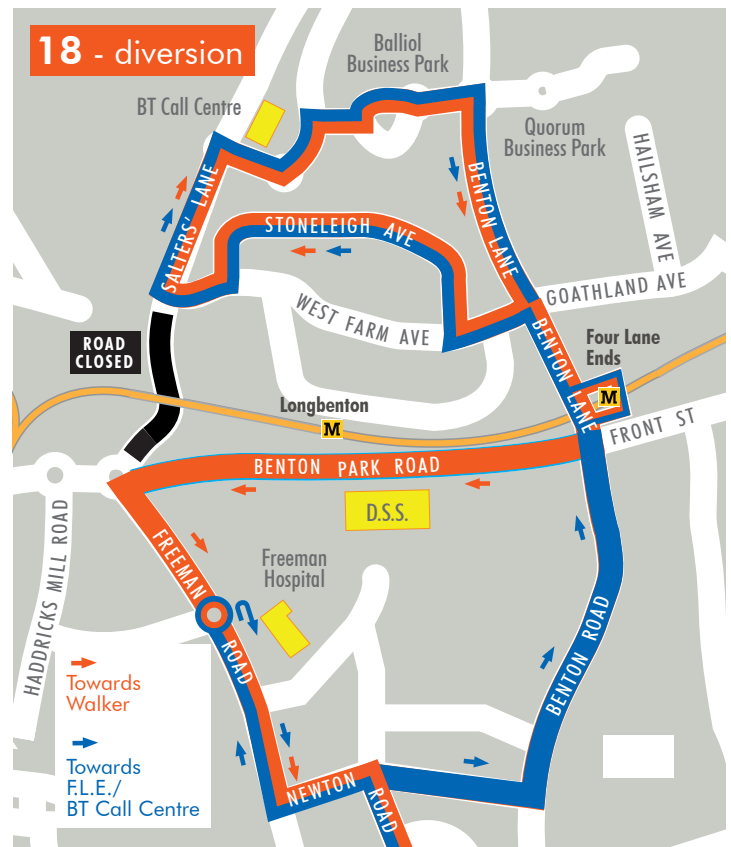 18 - diversion
Balliol
Business Park
BT Call Centre
Quorum
Business Park
HAILSHAM AVE
SALTERS' LANE
STONELEIGH AVE
BENTON LANE
GOATHLAND AVE
WEST FARM AVE
ROAD
CLOSED
BENTON LANE
Four Lane
Ends
M
Longbenton
M
FRONT ST
BENTON PARK ROAD
D.S.S.
HADDRICKS MILL ROAD
FREEMAN
ROAD
Freeman
Hospital
BENTON ROAD
Towards
Walker
Towards
F.L.E./
BT Call Centre
NEWTON
ROAD